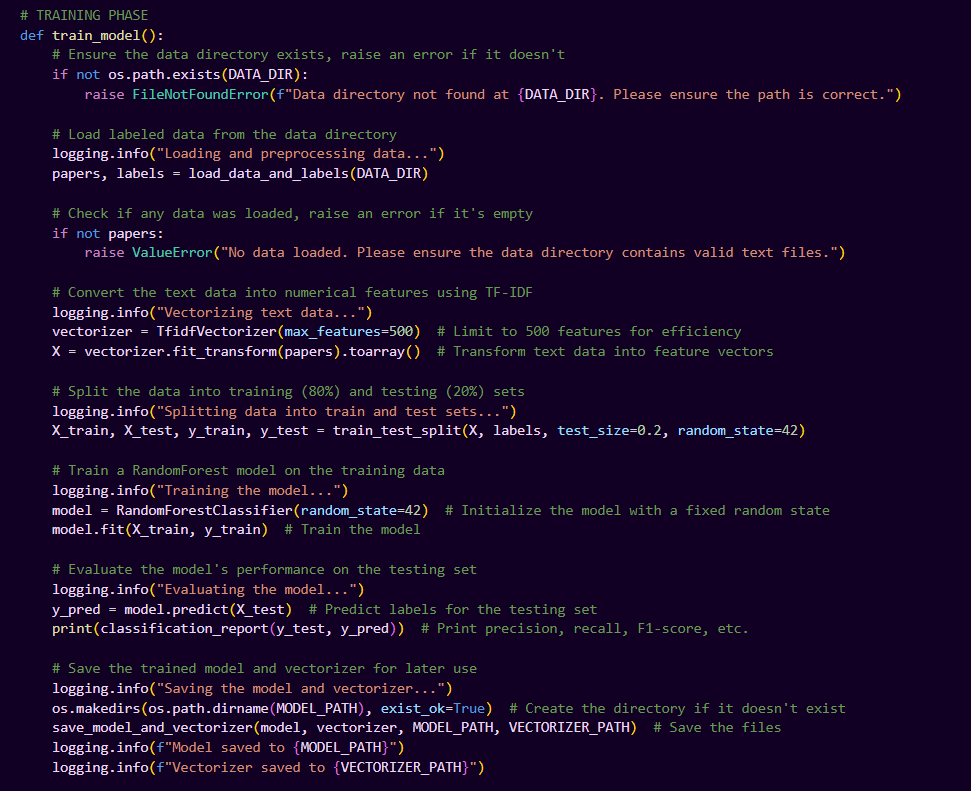 # TRAINING PHASE
def train_model():
    # Ensure the data directory exists, raise an error if it doesn't
    if not os.path.exists(DATA_DIR):
        raise FileNotFoundError(f"Data directory not found at {DATA_DIR}. Please ensure the path is correct.")

    # Load labeled data from the data directory
    logging.info("Loading and preprocessing data...")
    papers, labels = load_data_and_labels(DATA_DIR)

    # Check if any data was loaded, raise an error if it's empty
    if not papers:
        raise ValueError("No data loaded. Please ensure the data directory contains valid text files.")

    # Convert the text data into numerical features using TF-IDF
    logging.info("Vectorizing text data...")
    vectorizer = TfidfVectorizer(max_features=500)  # Limit to 500 features for efficiency
    X = vectorizer.fit_transform(papers).toarray()  # Transform text data into feature vectors

    # Split the data into training (80%) and testing (20%) sets
    logging.info("Splitting data into train and test sets...")
    X_train, X_test, y_train, y_test = train_test_split(X, labels, test_size=0.2, random_state=42)

    # Train a RandomForest model on the training data
    logging.info("Training the model...")
    model = RandomForestClassifier(random_state=42)  # Initialize the model with a fixed random state
    model.fit(X_train, y_train)  # Train the model

    # Evaluate the model's performance on the testing set
    logging.info("Evaluating the model...")
    y_pred = model.predict(X_test)  # Predict labels for the testing set
    print(classification_report(y_test, y_pred))  # Print precision, recall, F1-score, etc.

    # Save the trained model and vectorizer for later use
    logging.info("Saving the model and vectorizer...")
    os.makedirs(os.path.dirname(MODEL_PATH), exist_ok=True)  # Create the directory if it doesn't exist
    save_model_and_vectorizer(model, vectorizer, MODEL_PATH, VECTORIZER_PATH)  # Save the files
    logging.info(f"Model saved to {MODEL_PATH}")
    logging.info(f"Vectorizer saved to {VECTORIZER_PATH}")